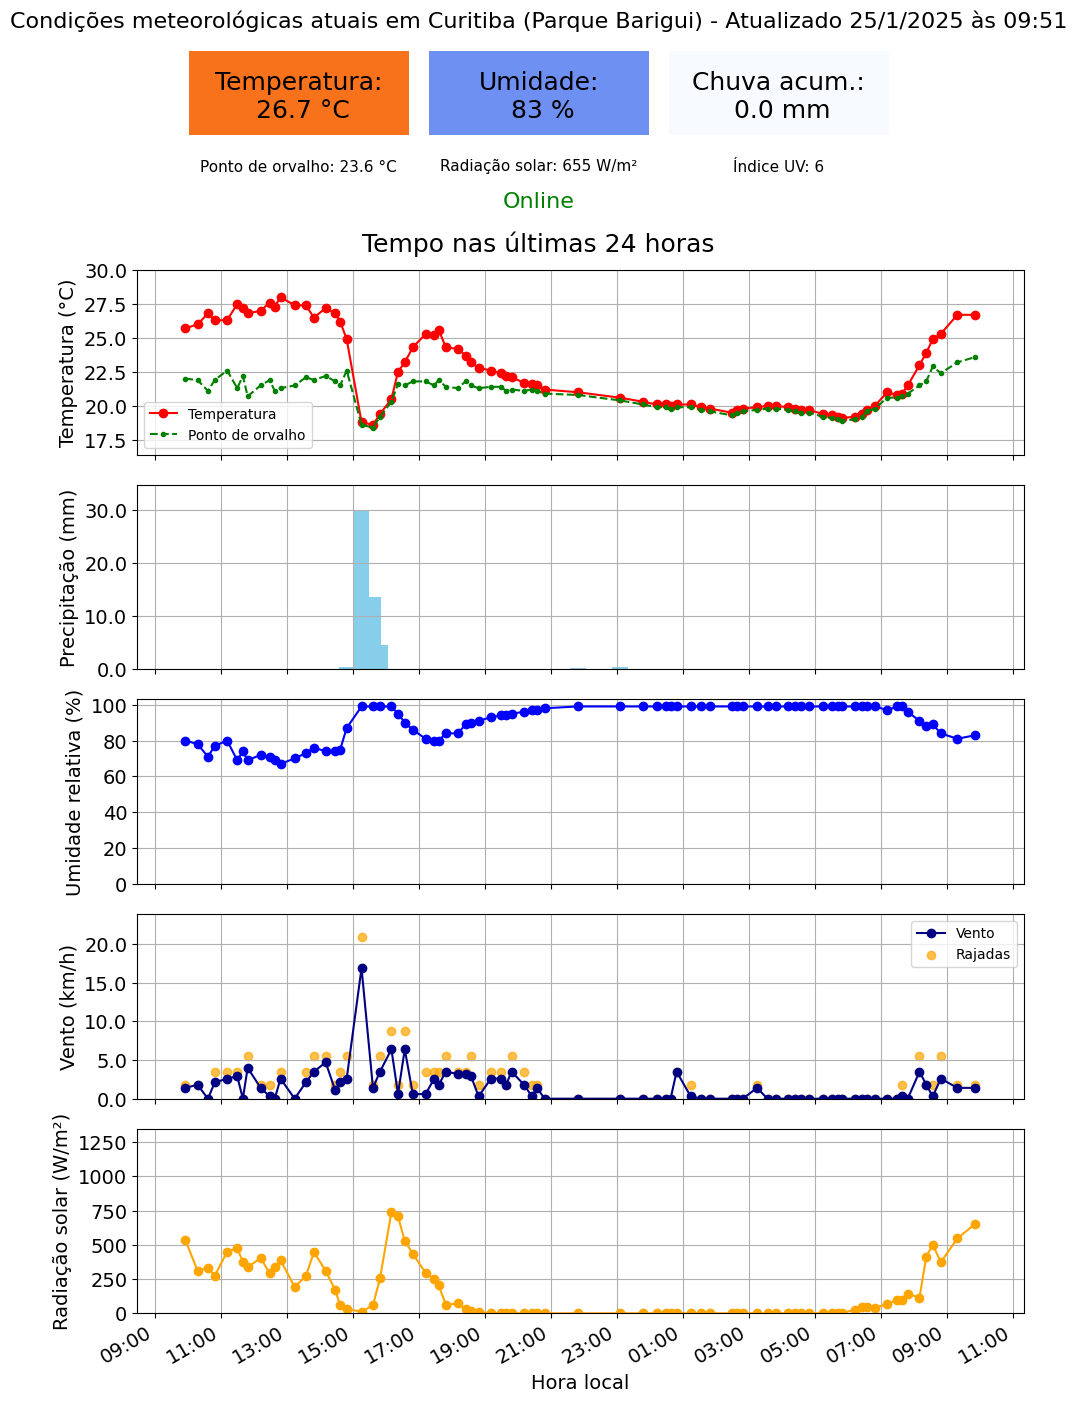 Condições meteorológicas atuais em Curitiba (Parque Barigui) - Atualizado 25/1/2025 às 09:51
Temperatura:
26.7 °C
Umidade:
83 %
Chuva acum.:
0.0 mm
Ponto de orvalho: 23.6 °C
Radiação solar: 655 W/m²
Índice UV: 6
Online
Tempo nas últimas 24 horas
Temperatura (°C)
30.0
27.5
25.0
22.5
20.0
17.5
Temperatura
Ponto de orvalho
Precipitação (mm)
30.0
20.0
10.0
0.0
Umidade relativa (%)
100
80
60
40
20
0
Vento (km/h)
20.0
15.0
10.0
5.0
0.0
Vento
Rajadas
Radiação solar (W/m²)
1250
1000
750
500
250
0
09:00
11:00
13:00
15:00
17:00
19:00
21:00
23:00
01:00
03:00
05:00
07:00
09:00
11:00
Hora local